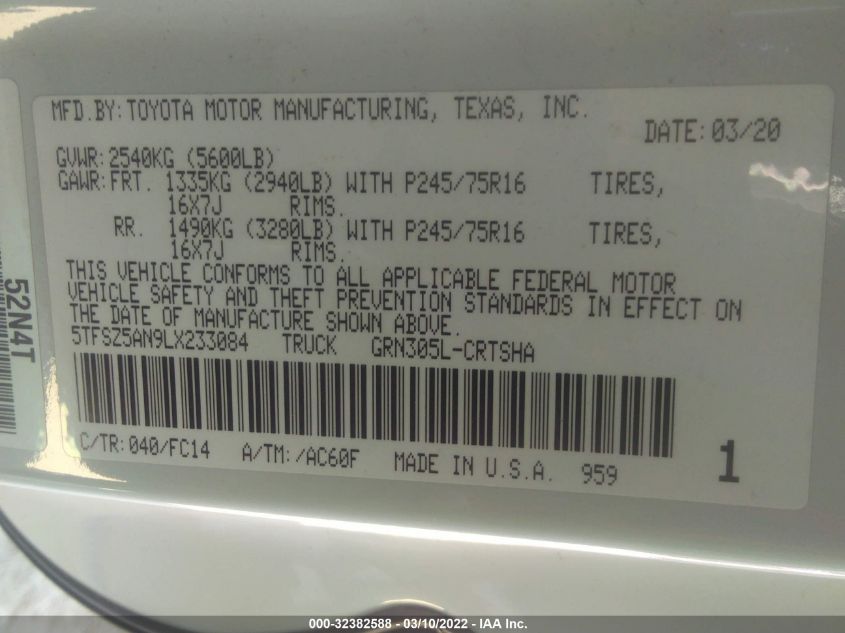 MFD.BY:TOYOTA MOTOR MANUFACTURING, TEXAS, INC.
DATE:03/20
GVWR:2540KG (5600LB)
GAWR:FRT. 1335KG (2940LB) WITH P245/75R16 TIRES,
16X7J RIMS.
RR. 1490KG (3280LB) WITH P245/75R16 TIRES,
16X7J RIMS.
THIS VEHICLE CONFORMS TO ALL APPLICABLE FEDERAL MOTOR
VEHICLE SAFETY AND THEFT PREVENTION STANDARDS IN EFFECT ON
THE DATE OF MANUFACTURE SHOWN ABOVE.
5TFSZ5AN9LX233084 TRUCK GRN305L-CRTSHA
C/TR:040/FC14 A/TM:/AC60F MADE IN U.S.A. 959
1
52N4T
000-32382588 - 03/10/2022 - IAA Inc.